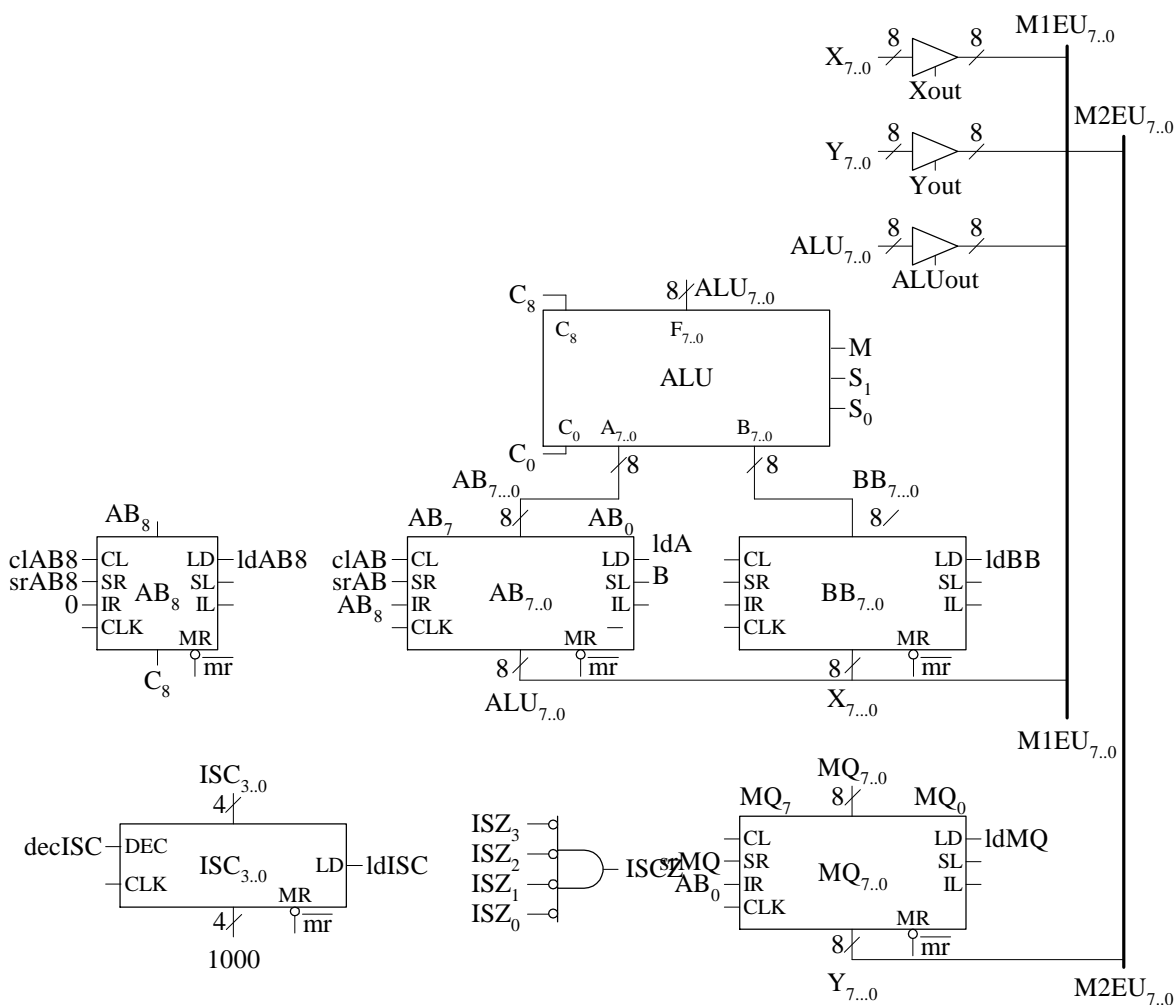 M1EU7..0
8 8
X7..0
Xout
M2EU7..0
8 8
Y7..0
Yout
8 8
ALU7..0
ALUout
C8 8 ALU7..0
C8 F7..0
M
ALU
S1
S0
C0 A7..0 B7..0
C0 8 8
AB7...0 BB7...0
AB8 AB7 8 AB0 8
ldA
clAB8 CL LD ldAB8 clAB CL LD CL LD ldBB
srAB8 SR AB8 SL srAB SR AB7..0 SL B SR BB7..0 SL
0 IR IL AB8 IR IL IR IL
CLK CLK CLK
MR MR MR
C8 mr 8 mr 8 mr
ALU7..0 X7...0
M1EU7..0
ISC3..0 MQ7..0
4 MQ7 8 MQ0
decISC DEC ISC3..0 LD ldISC
CLK
MR
4 mr
1000
ISZ3
ISZ2
ISZ1
ISZ0
ISCZ
CL LD ldMQ
srMQ SR MQ7..0 SL
AB0 IR IL
CLK
MR
8 mr
Y7...0 M2EU7..0